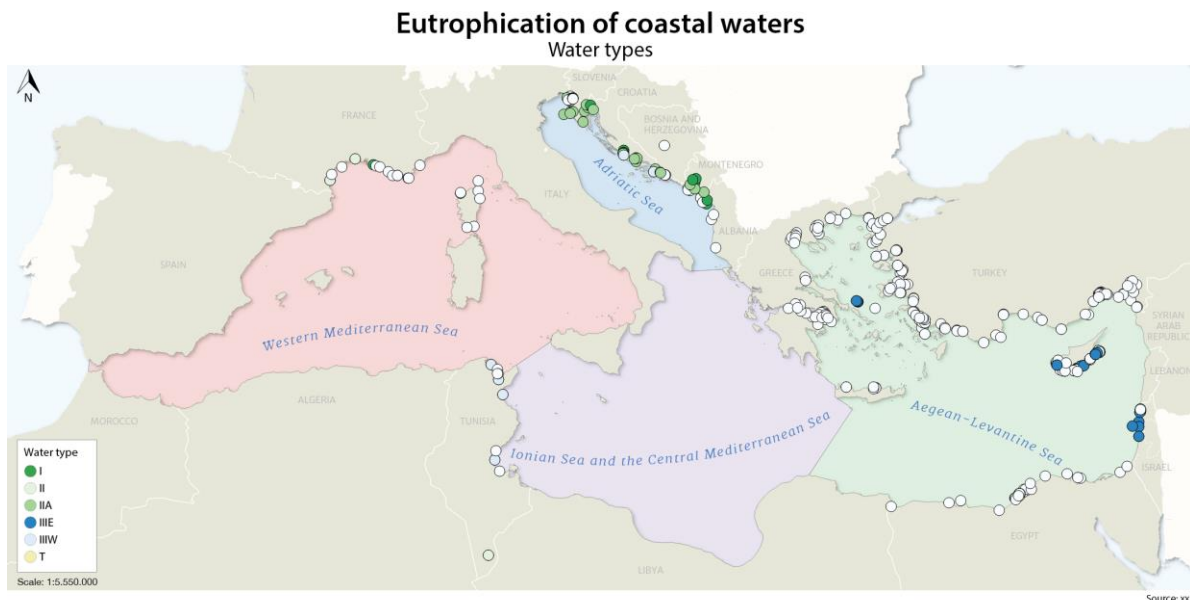 Eutrophication of coastal waters
Water types
N
SLOVENIA
CROATIA
FRANCE
BOSNIA AND
HERZEGOVINA
MONTENEGRO
ITALY
Adriatic Sea
ALBANIA
SPAIN
GREECE
TURKEY
SYRIAN
ARAB
REPUBLIC
Western Mediterranean Sea
LEBANON
ALGERIA
MOROCCO
TUNISIA
Aegean-Levantine Sea
Ionian Sea and the Central Mediterranean Sea
ISRAEL
EGYPT
LIBYA
Water type
I
II
IIA
IIIE
IIIW
T
Scale: 1:5.550.000
Source: xx